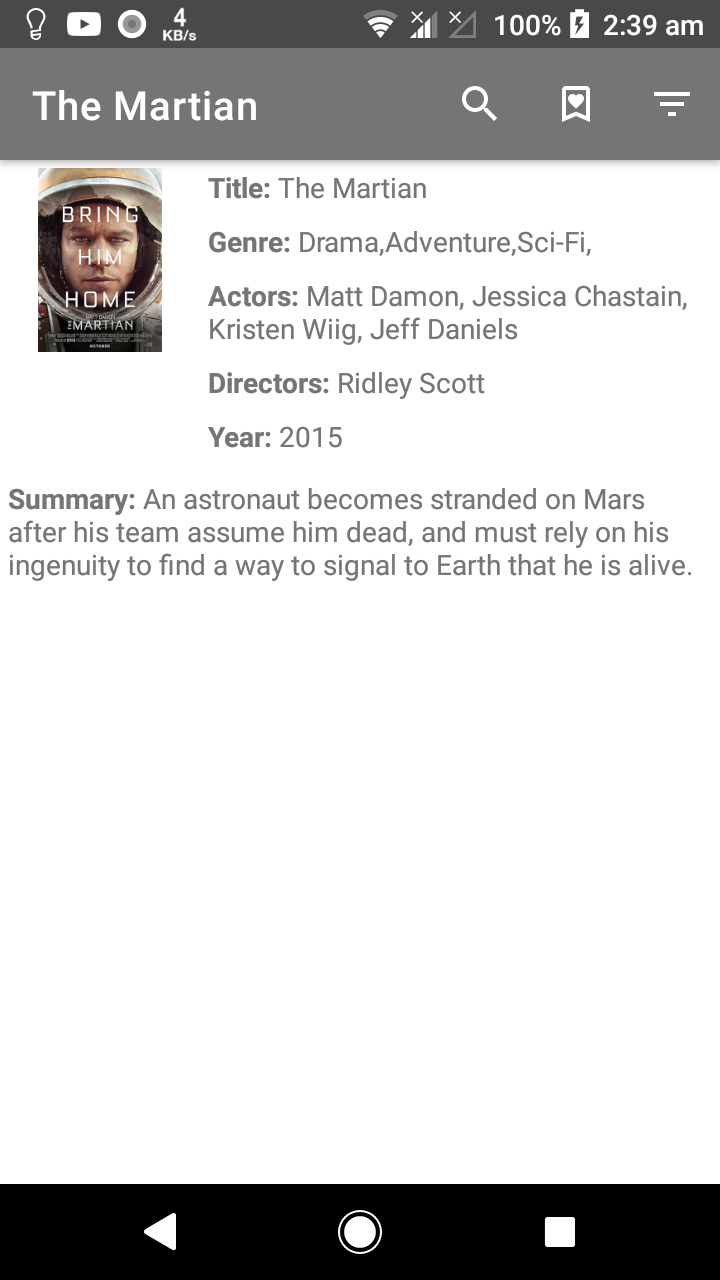 4
KB/s
100%
2:39 am
The Martian
BRING
HIM
HOME
MATT DAMON
THE MARTIAN
OCTOBER
Title: The Martian
Genre: Drama,Adventure,Sci-Fi,
Actors: Matt Damon, Jessica Chastain,
Kristen Wiig, Jeff Daniels
Directors: Ridley Scott
Year: 2015
Summary: An astronaut becomes stranded on Mars
after his team assume him dead, and must rely on his
ingenuity to find a way to signal to Earth that he is alive.